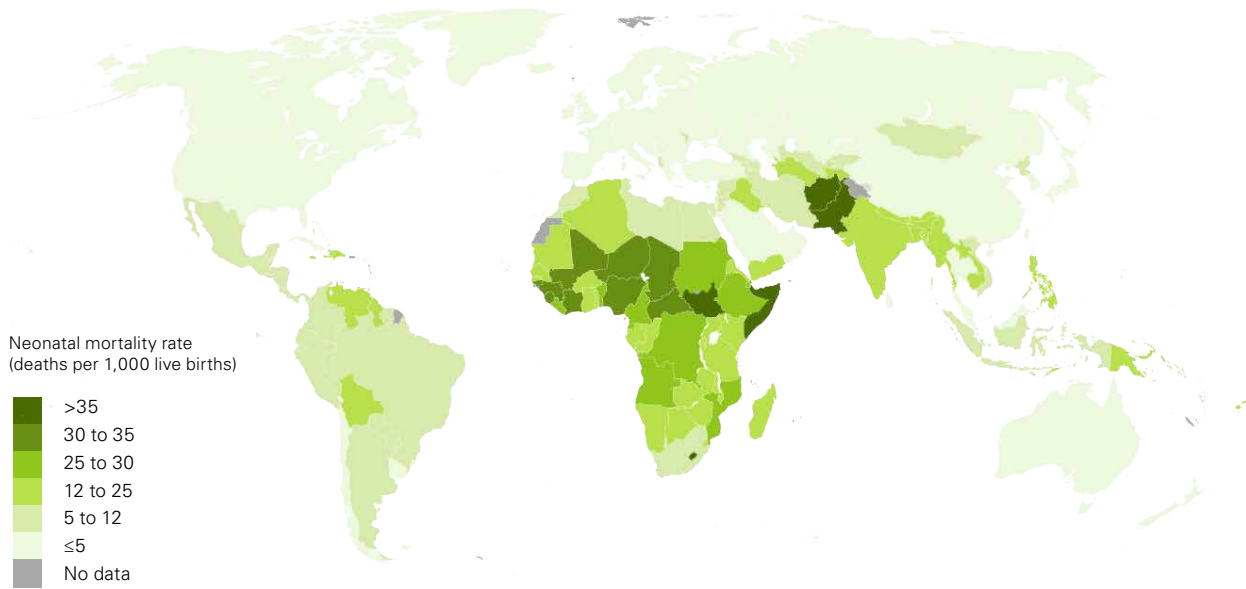 Neonatal mortality rate
(deaths per 1,000 live births)
>35
30 to 35
25 to 30
12 to 25
5 to 12
≤5
No data